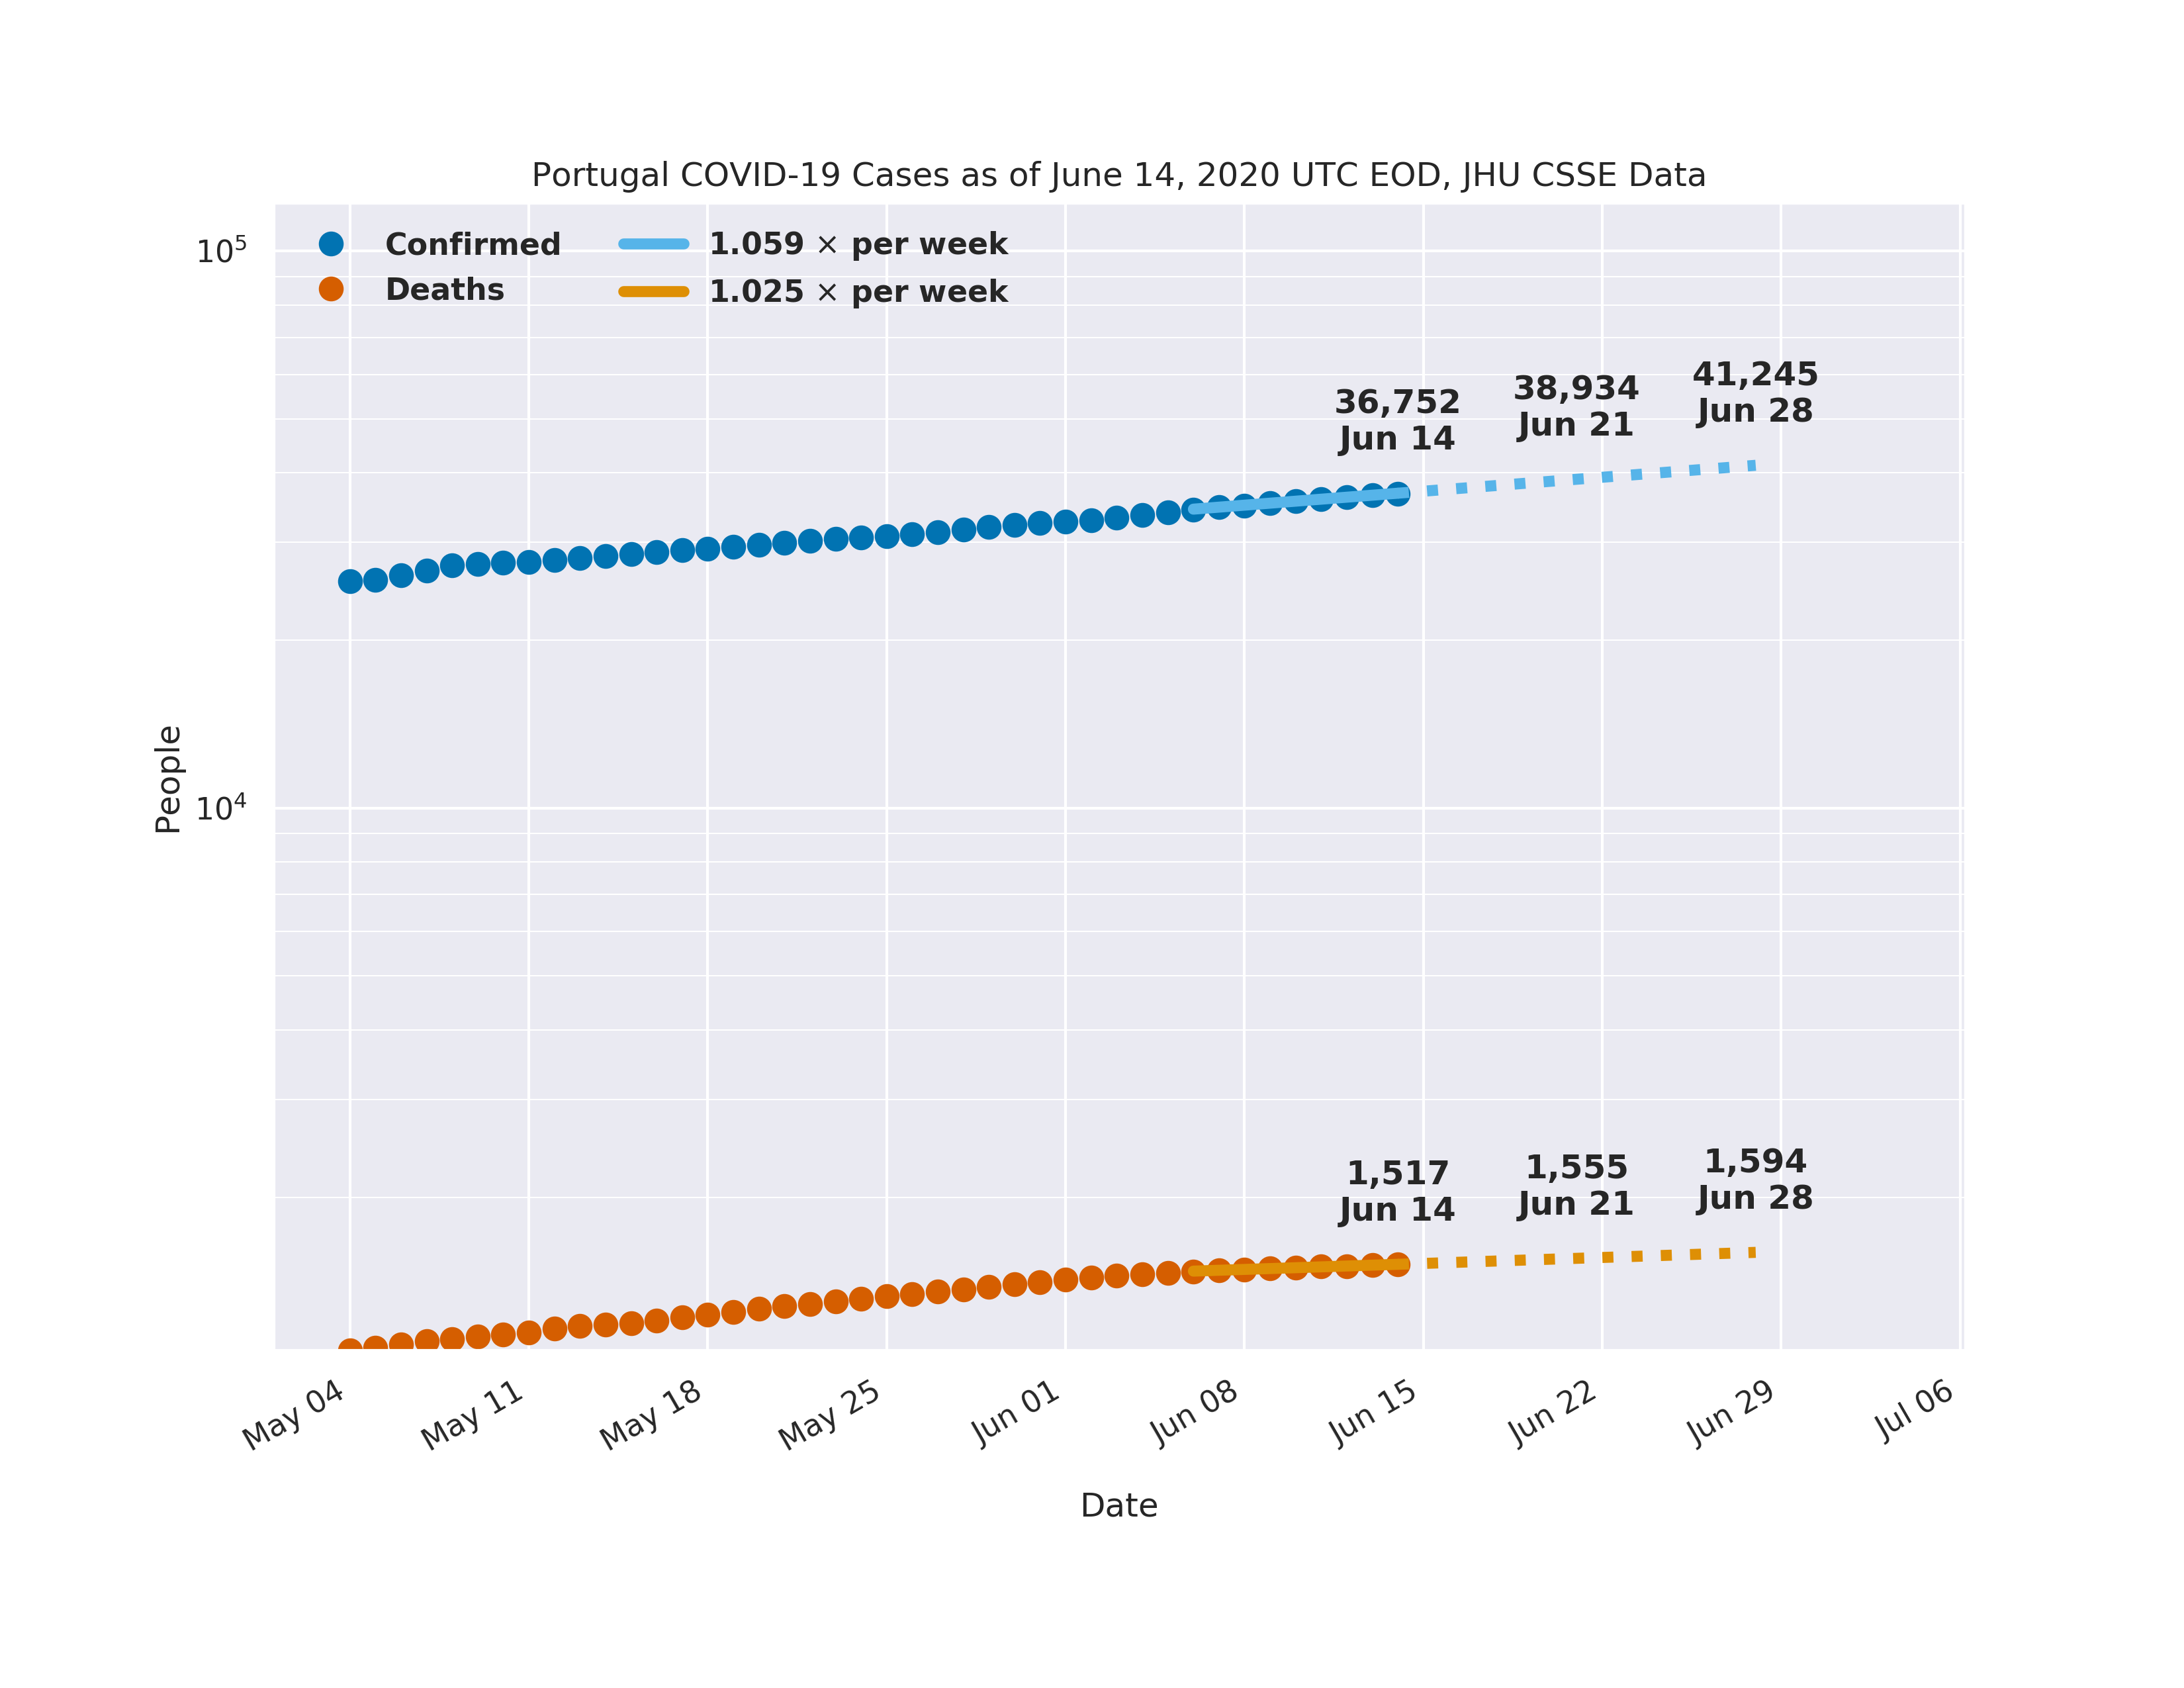 Portugal COVID-19 Cases as of June 14, 2020 UTC EOD, JHU CSSE Data
Confirmed
Deaths
1.059 × per week
1.025 × per week
10⁵
10⁴
People
36,752
Jun 14
38,934
Jun 21
41,245
Jun 28
1,517
Jun 14
1,555
Jun 21
1,594
Jun 28
May 04
May 11
May 18
May 25
Jun 01
Jun 08
Jun 15
Jun 22
Jun 29
Jul 06
Date